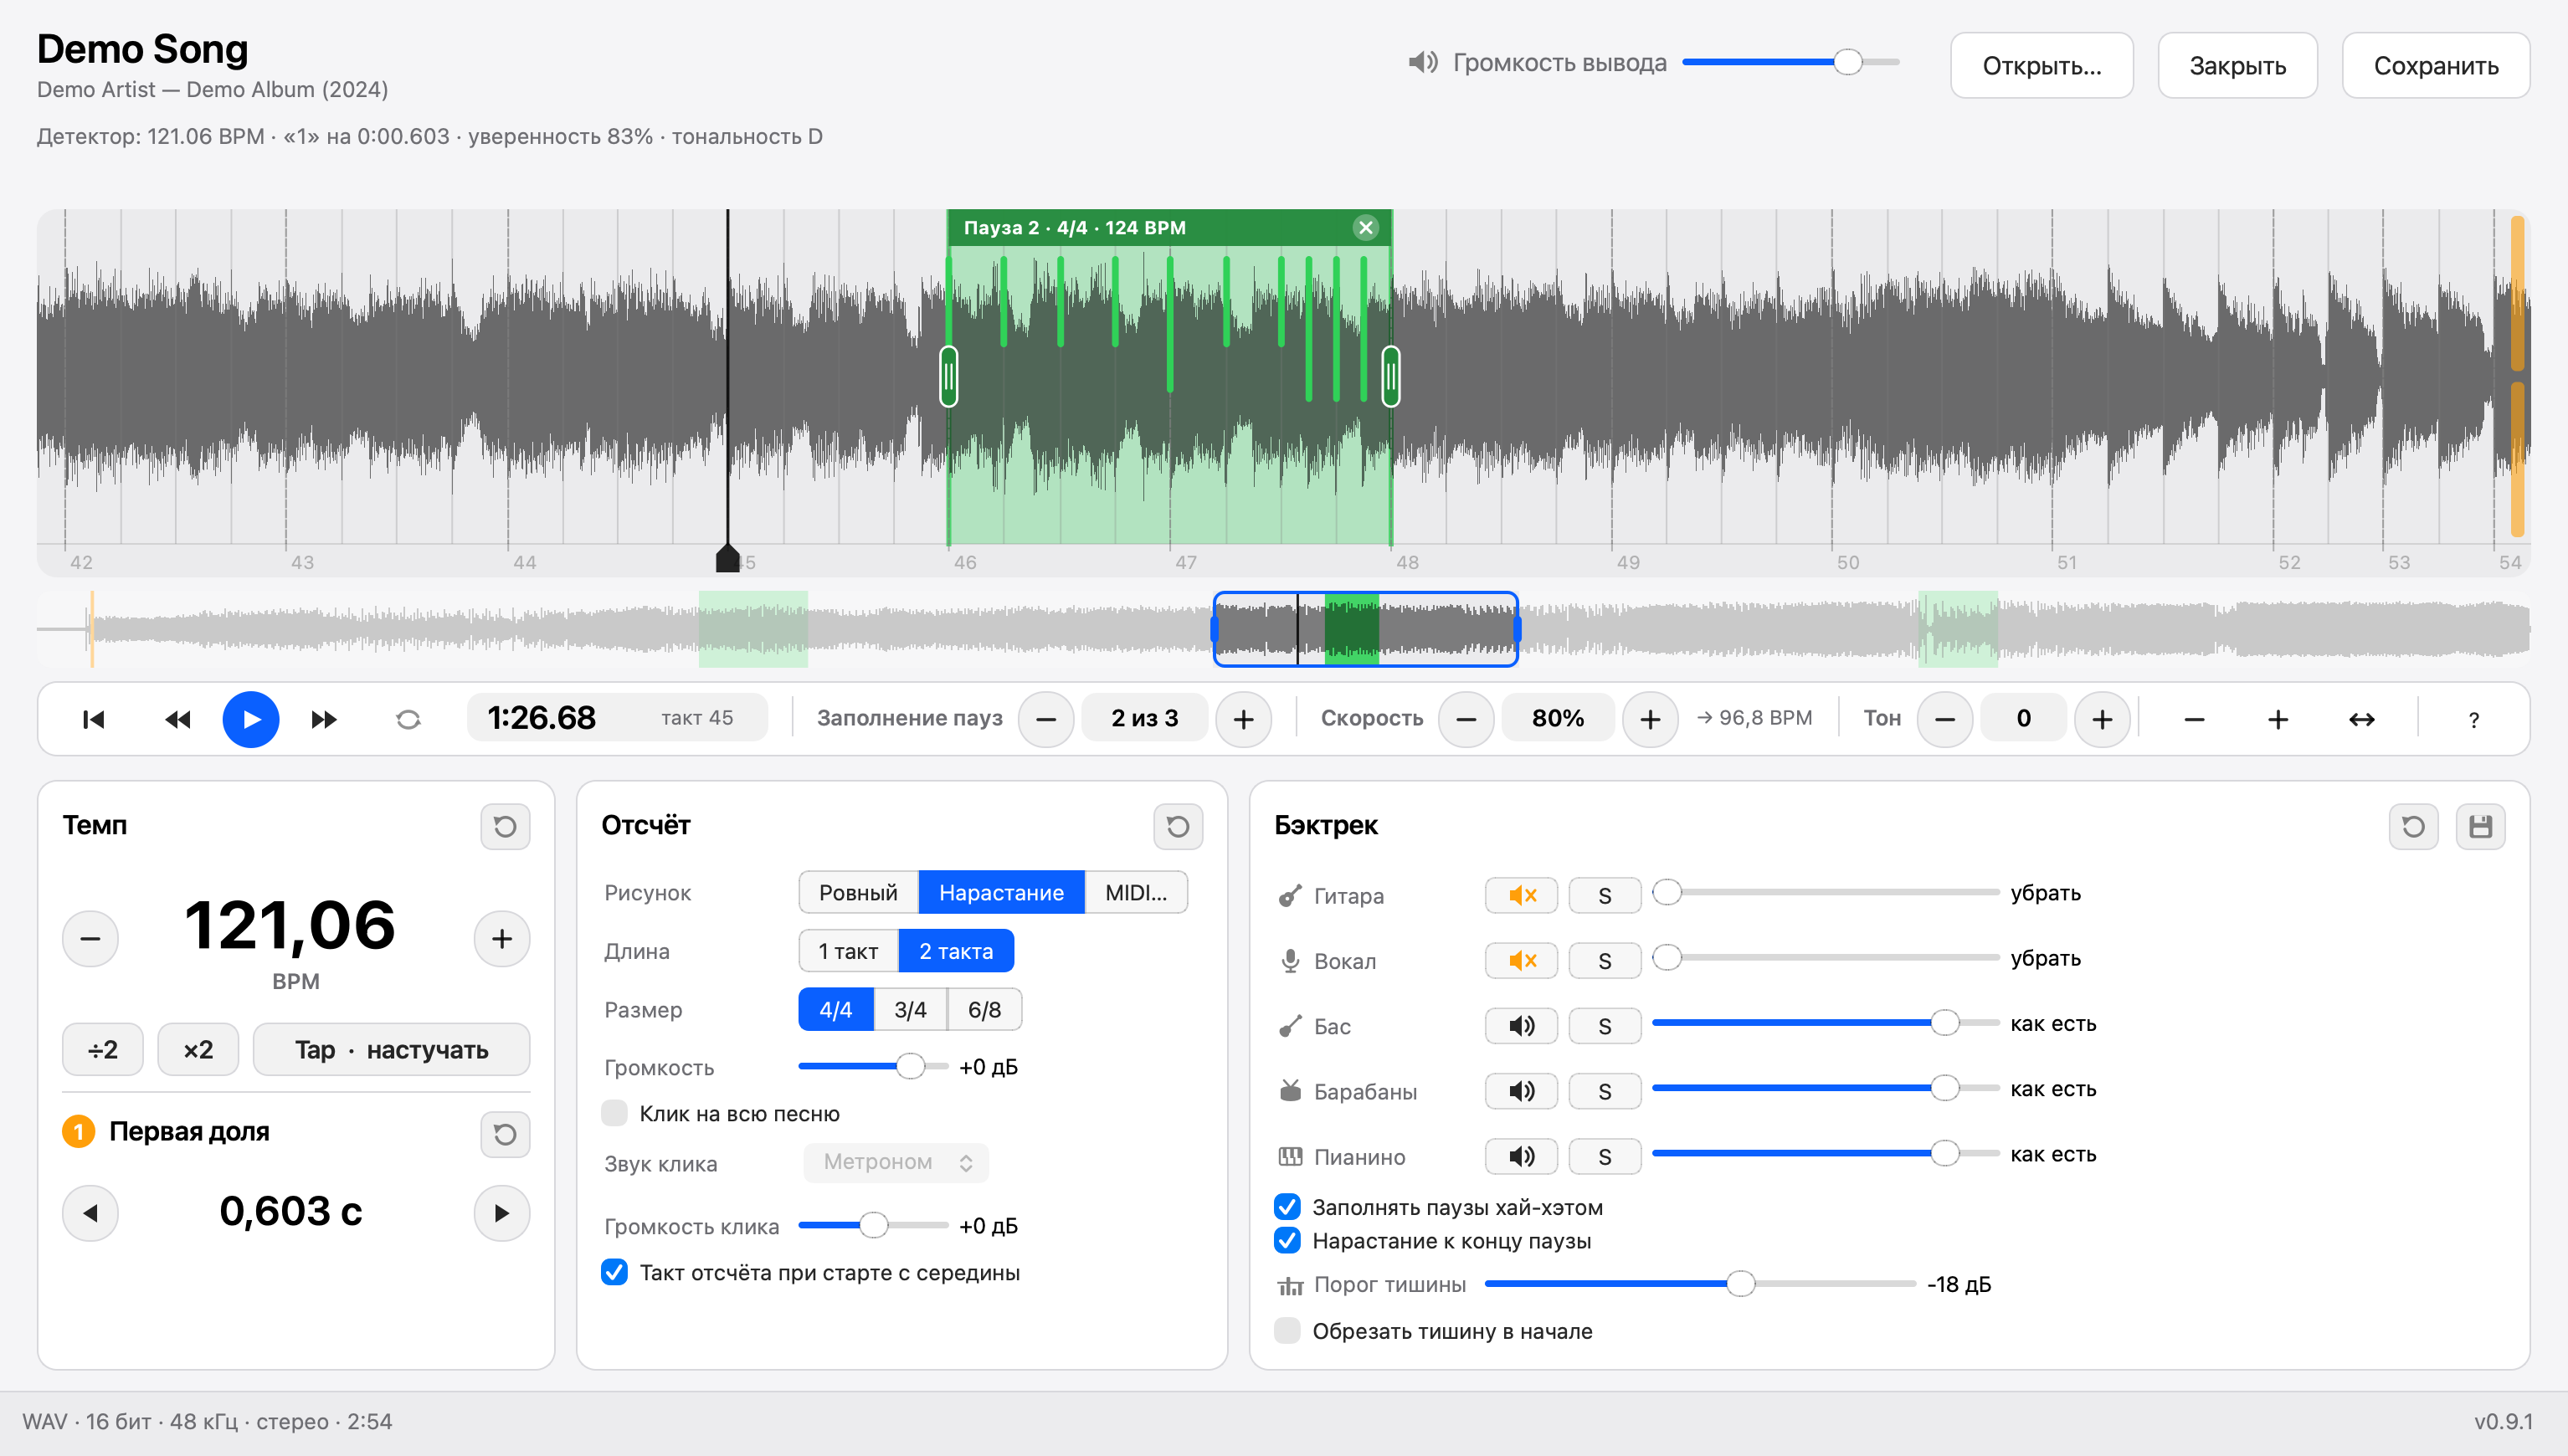 Demo Song
Demo Artist — Demo Album (2024)
Детектор: 121.06 BPM · «1» на 0:00.603 · уверенность 83% · тональность D
Громкость вывода
Открыть...
Закрыть
Сохранить
Пауза 2 · 4/4 · 124 BPM
42 43 44 45 46 47 48 49 50 51 52 53 54
1:26.68 такт 45 Заполнение пауз − 2 из 3 + Скорость − 80% + → 96,8 BPM Тон − 0 + − + ↔ ?
Темп
− 121,06 +
BPM
÷2 ×2 Tap · настучать
1 Первая доля
0,603 с
Отсчёт
Рисунок Ровный Нарастание MIDI...
Длина 1 такт 2 такта
Размер 4/4 3/4 6/8
Громкость +0 дБ
Клик на всю песню
Звук клика Метроном
Громкость клика +0 дБ
Такт отсчёта при старте с середины
Бэктрек
Гитара S убрать
Вокал S убрать
Бас S как есть
Барабаны S как есть
Пианино S как есть
Заполнять паузы хай-хэтом
Нарастание к концу паузы
Порог тишины -18 дБ
Обрезать тишину в начале
WAV · 16 бит · 48 кГц · стерео · 2:54
v0.9.1